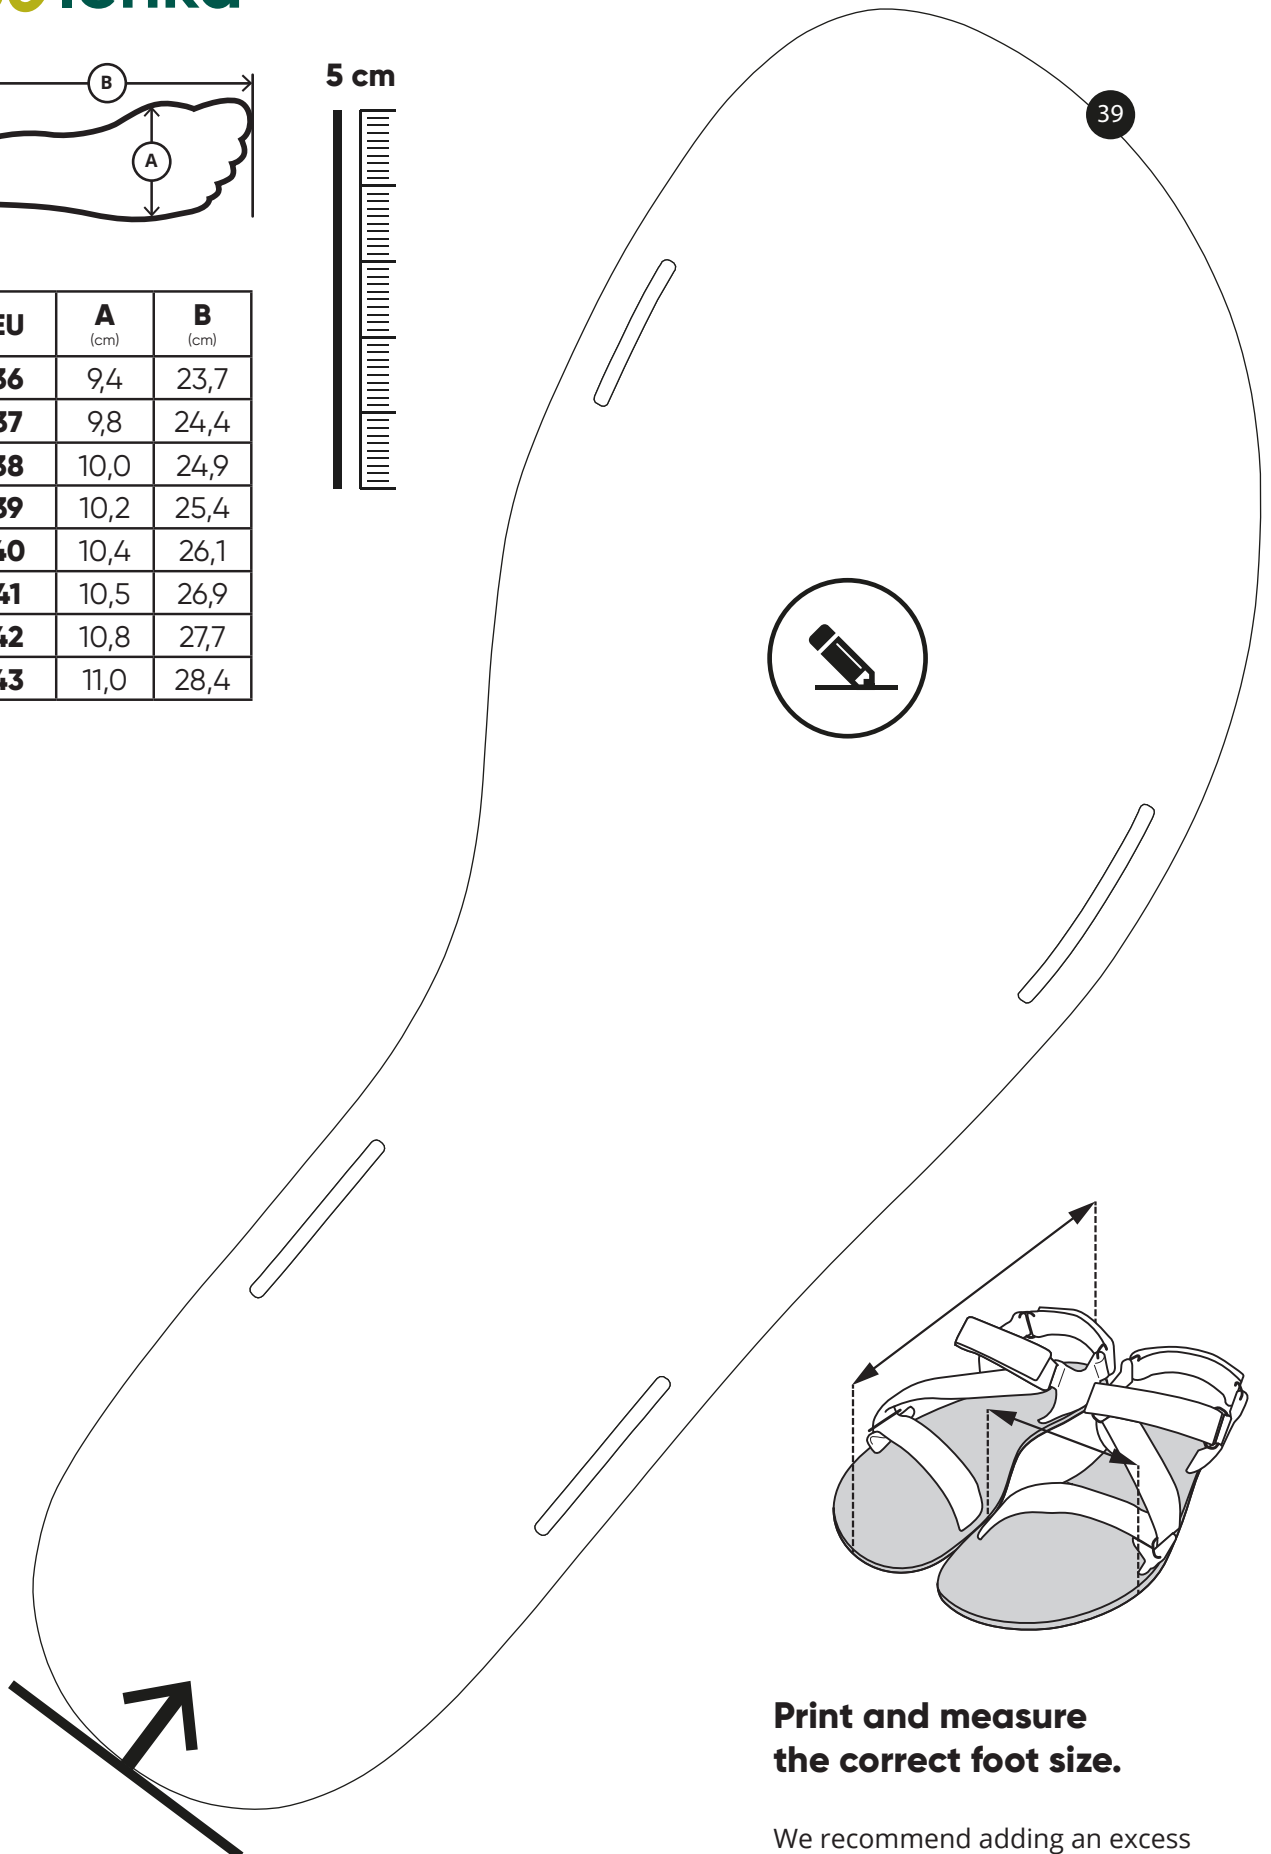 B
A
5 cm
39
EU A B
(cm) (cm)
36 9,4 23,7
37 9,8 24,4
38 10,0 24,9
39 10,2 25,4
40 10,4 26,1
41 10,5 26,9
42 10,8 27,7
43 11,0 28,4
Print and measure
the correct foot size.
We recommend adding an excess